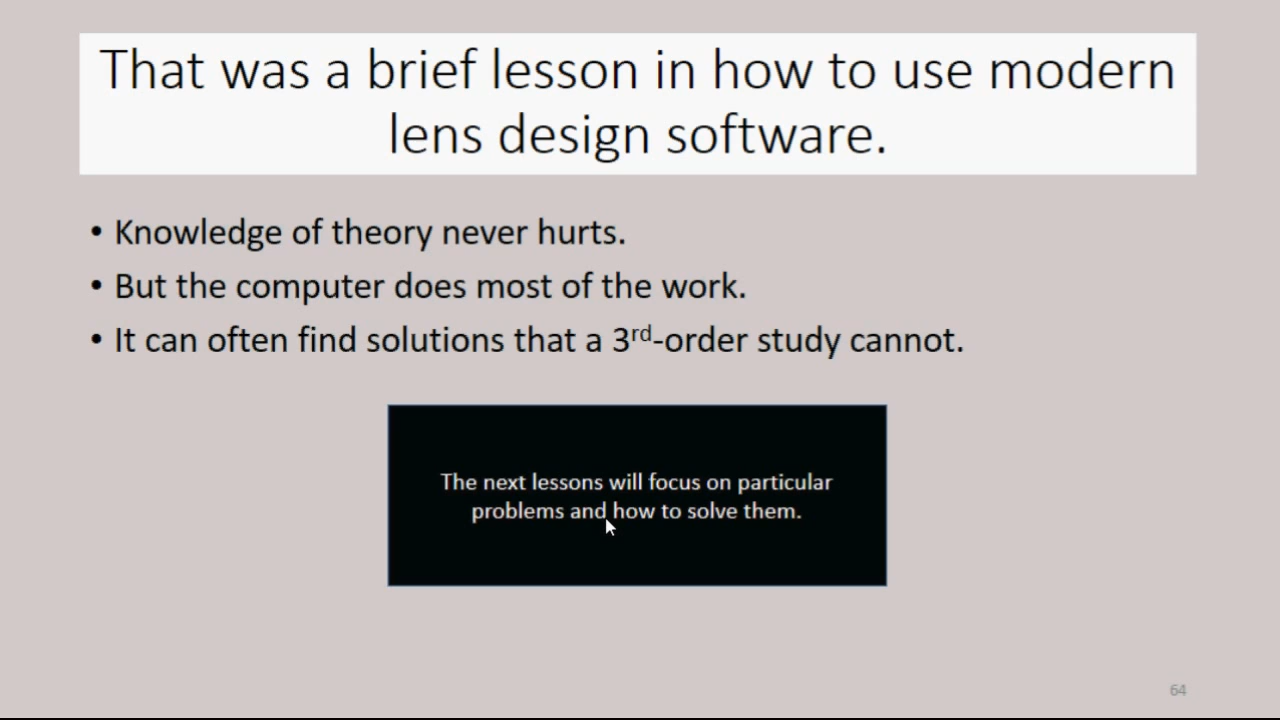 That was a brief lesson in how to use modern
lens design software.
• Knowledge of theory never hurts.
• But the computer does most of the work.
• It can often find solutions that a 3rd-order study cannot.
The next lessons will focus on particular
problems and how to solve them.
64